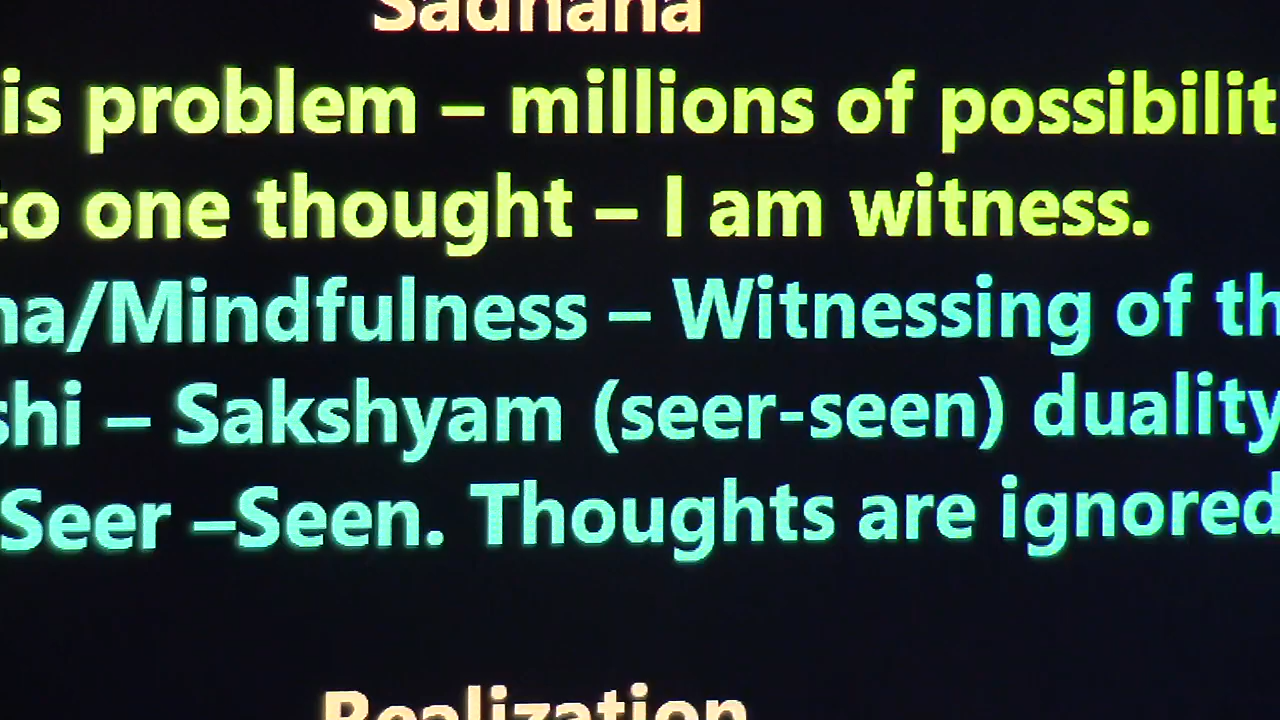 Sadhana
is problem – millions of possibilit
to one thought – I am witness.
na/Mindfulness – Witnessing of th
shi – Sakshyam (seer-seen) duality
Seer –Seen. Thoughts are ignored
Realization